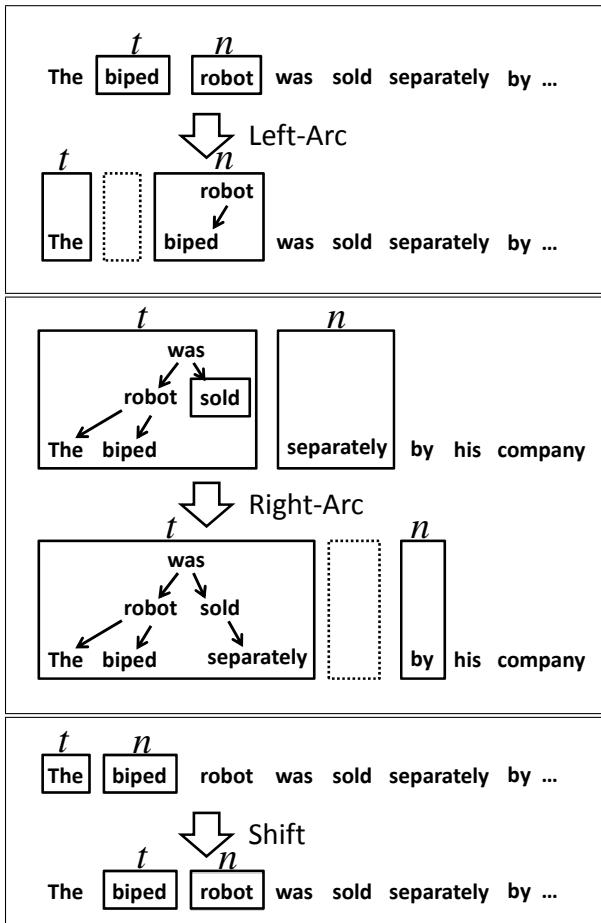 t n
The biped robot was sold separately by ...
Left-Arc
t n
robot
The biped was sold separately by ...
t n
was
robot sold
The biped separately by his company
Right-Arc
t n
was
robot sold
The biped separately by his company
t n
The biped robot was sold separately by ...
Shift
t n
The biped robot was sold separately by ...